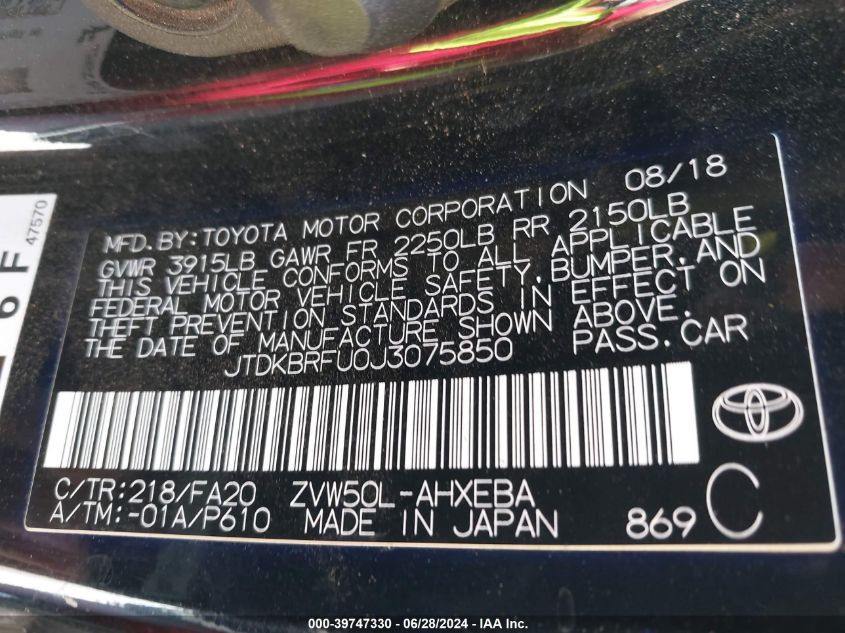 47570
6 F
MFD. BY: TOYOTA MOTOR CORPORATION 08/18
GVWR 3915LB GAWR FR 2250LB RR 2150LB
THIS VEHICLE CONFORMS TO ALL APPLICABLE
FEDERAL MOTOR VEHICLE SAFETY, BUMPER, AND
THEFT PREVENTION STANDARDS IN EFFECT ON
THE DATE OF MANUFACTURE SHOWN ABOVE.
JTDKBRFU0J3075850 PASS. CAR
C/TR:218/FA20 ZVW50L-AHXEBA
A/TM:-01A/P610 MADE IN JAPAN 869 C
000-39747330 - 06/28/2024 - IAA Inc.